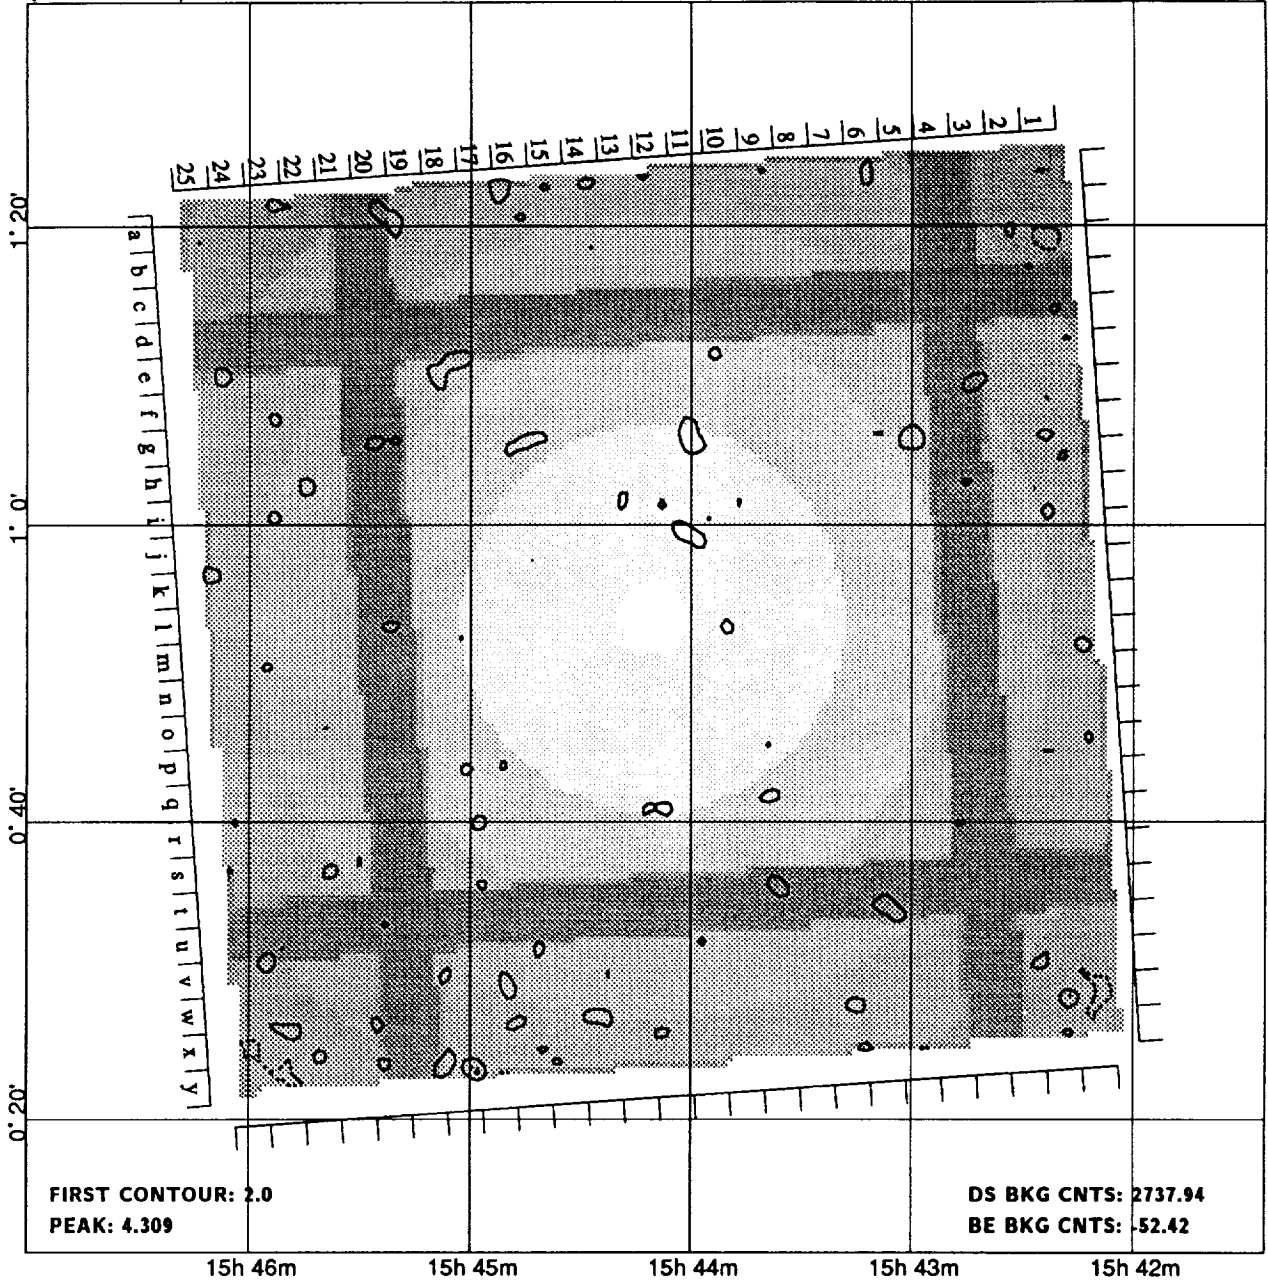 25 24 23 22 21 20 19 18 17 16 15 14 13 12 11 10 9 8 7 6 5 4 3 2 1
1° 20'
a b c d e f g h i j k l m n o p q r s t u v w x y
1° 0'
0° 40'
0° 20'
FIRST CONTOUR: 2.0
PEAK: 4.309
DS BKG CNTS: 2737.94
BE BKG CNTS: -52.42
15h 46m 15h 45m 15h 44m 15h 43m 15h 42m